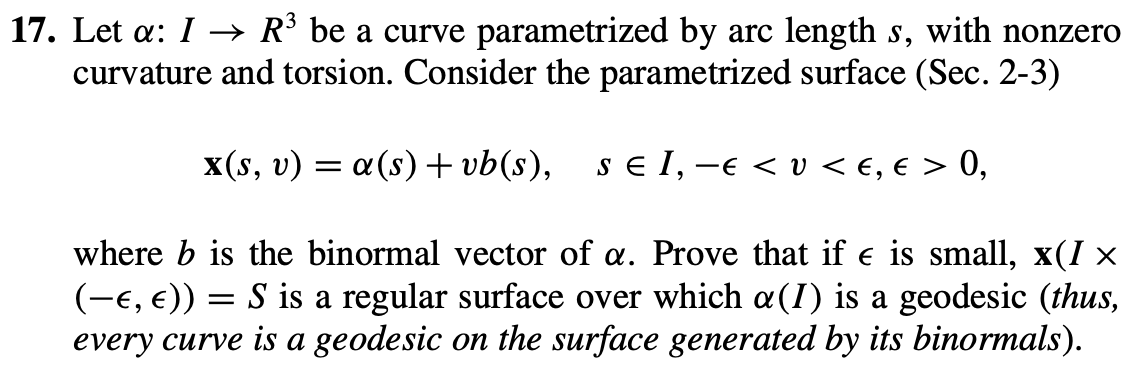 17. Let α: I → R³ be a curve parametrized by arc length s, with nonzero
curvature and torsion. Consider the parametrized surface (Sec. 2-3)
x(s, v) = α(s) + vb(s), s ∈ I, −ϵ < v < ϵ, ϵ > 0,
where b is the binormal vector of α. Prove that if ϵ is small, x(I ×
(−ϵ, ϵ)) = S is a regular surface over which α(I) is a geodesic (thus,
every curve is a geodesic on the surface generated by its binormals).